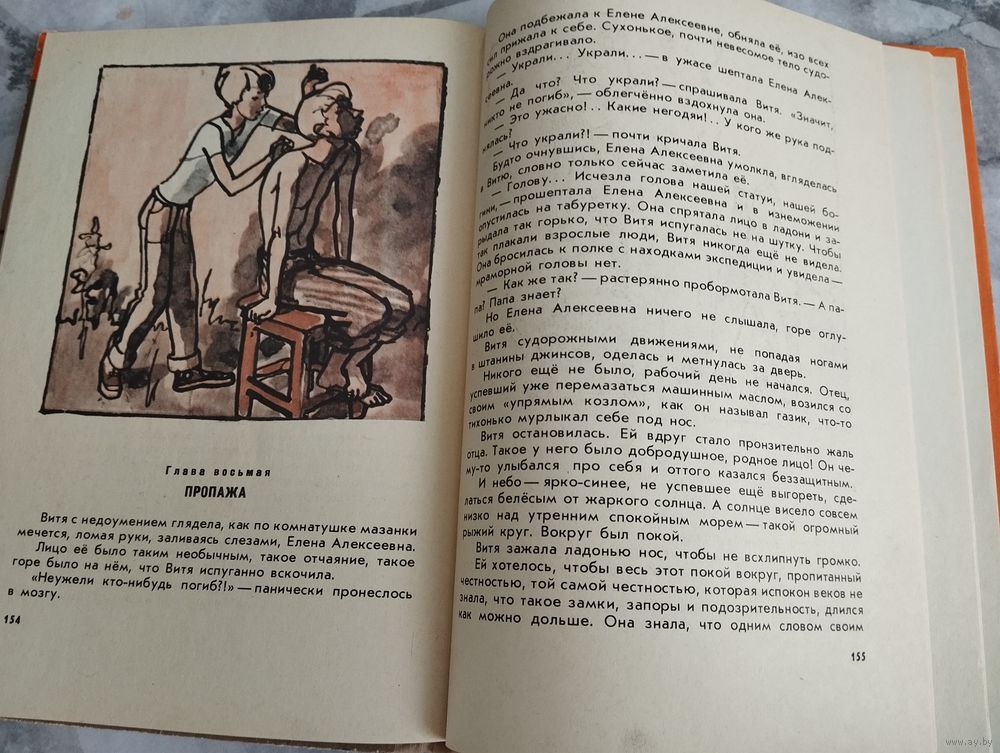 Глава восьмая
ПРОПАЖА
Витя с недоумением глядела, как по комнатушке мазанки
мечется, ломая руки, заливаясь слезами, Елена Алексеевна.
Лицо её было таким необычным, такое отчаяние, такое
горе было на нём, что Витя испуганно вскочила.
«Неужели кто-нибудь погиб?!» — панически пронеслось
в мозгу.
154
Она подбежала к Елене Алексеевне, обняла её, изо всех
сил прижала к себе. Сухонькое, почти невесомое тело судо-
рожно вздрагивало.
— Украли... Украли... — в ужасе шептала Елена Алек-
сеевна.
— Да что? Что украли? — спрашивала Витя. «Значит,
никто не погиб», — облегчённо вздохнула она.
— Это ужасно!.. Какие негодяи!.. У кого же рука под-
нялась?
— Что украли?! — почти кричала Витя.
Будто очнувшись, Елена Алексеевна умолкла, вгляделась
в Витю, словно только сейчас заметила её.
— Голову... Исчезла голова нашей статуи, нашей бо-
гини, — прошептала Елена Алексеевна и в изнеможении
опустилась на табуретку. Она спрятала лицо в ладони и за-
рыдала так горько, что Витя испугалась не на шутку. Чтобы
так плакали взрослые люди, Витя никогда ещё не видела.
Она бросилась к полке с находками экспедиции и увидела —
мраморной головы нет.
— Как же так? — растерянно пробормотала Витя. — А па-
па? Папа знает?
Но Елена Алексеевна ничего не слышала, горе оглу-
шило её.
Витя судорожными движениями, не попадая ногами
в штанины джинсов, оделась и метнулась за дверь.
Никого ещё не было, рабочий день не начался. Отец,
успевший уже перемазаться машинным маслом, возился со
своим «упрямым козлом», как он называл газик, что-то
тихонько мурлыкал себе под нос.
Витя остановилась. Ей вдруг стало пронзительно жаль
отца. Такое у него было добродушное, родное лицо! Он че-
му-то улыбался про себя и оттого казался беззащитным.
И небо — ярко-синее, не успевшее ещё выгореть, сде-
латься белёсым от жаркого солнца. А солнце висело совсем
низко над утренним спокойным морем — такой огромный
рыжий круг. Вокруг был покой.
Витя зажала ладонью нос, чтобы не всхлипнуть громко.
Ей хотелось, чтобы весь этот покой вокруг, пропитанный
честностью, той самой честностью, которая испокон веков не
знала, что такое замки, запоры и подозрительность, длился
как можно дольше. Она знала, что одним словом своим
155
www.ay.by